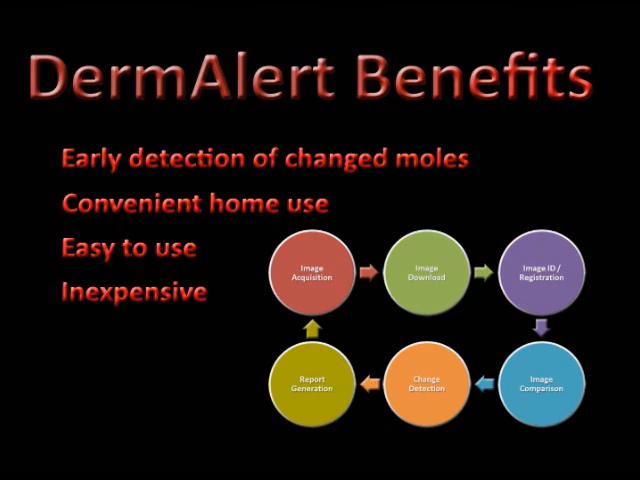 DermAlert Benefits
Early detection of changed moles
Convenient home use
Easy to use
Inexpensive
Image
Acquisition
Image
Download
Image ID /
Registration
Report
Generation
Change
Detection
Image
Comparison